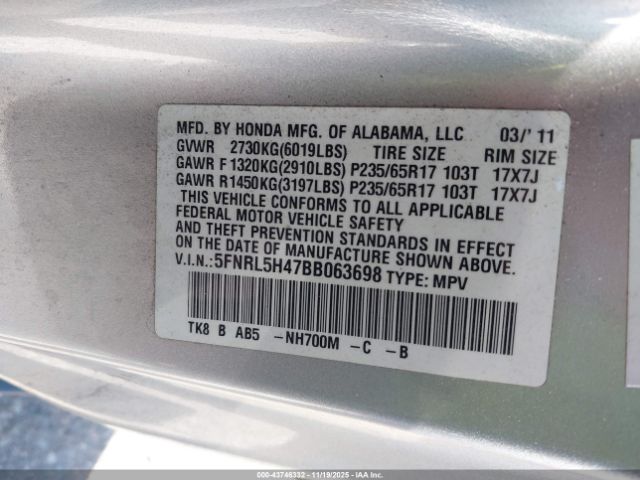 MFD. BY HONDA MFG. OF ALABAMA, LLC 03/' 11
GVWR 2730KG(6019LBS) TIRE SIZE RIM SIZE
GAWR F 1320KG(2910LBS) P235/65R17 103T 17X7J
GAWR R1450KG(3197LBS) P235/65R17 103T 17X7J
THIS VEHICLE CONFORMS TO ALL APPLICABLE
FEDERAL MOTOR VEHICLE SAFETY
AND THEFT PREVENTION STANDARDS IN EFFECT
ON THE DATE OF MANUFACTURE SHOWN ABOVE.
V.I.N.:5FNRL5H47BB063698 TYPE: MPV
TK8 B AB5 -NH700M -C -B
00-43746332 - 11/19/2025 - IAAI.COM